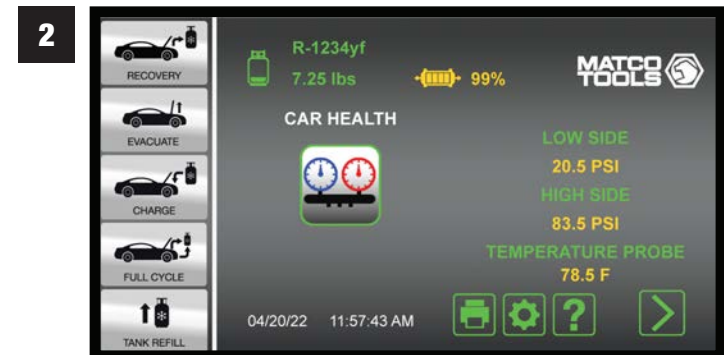 2
RECOVERY
EVACUATE
CHARGE
FULL CYCLE
TANK REFILL
R-1234yf
7.25 lbs
99%
MATCO
TOOLS
CAR HEALTH
LOW SIDE
20.5 PSI
HIGH SIDE
83.5 PSI
TEMPERATURE PROBE
78.5 F
04/20/22 11:57:43 AM
?